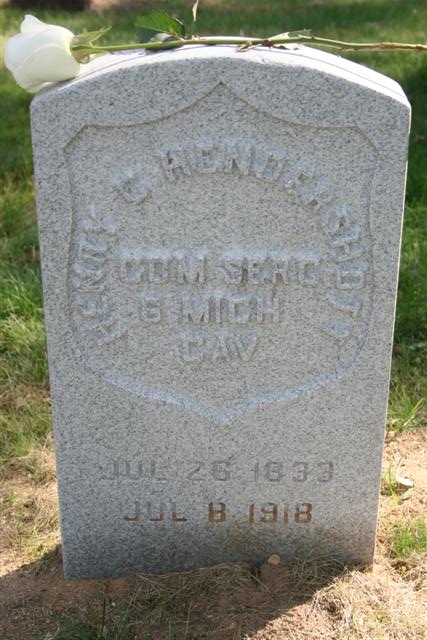 HENRY C HENDERSHOTT
COM SERG
6 MICH
CAV
JUL 26 1833
JUL 8 1918